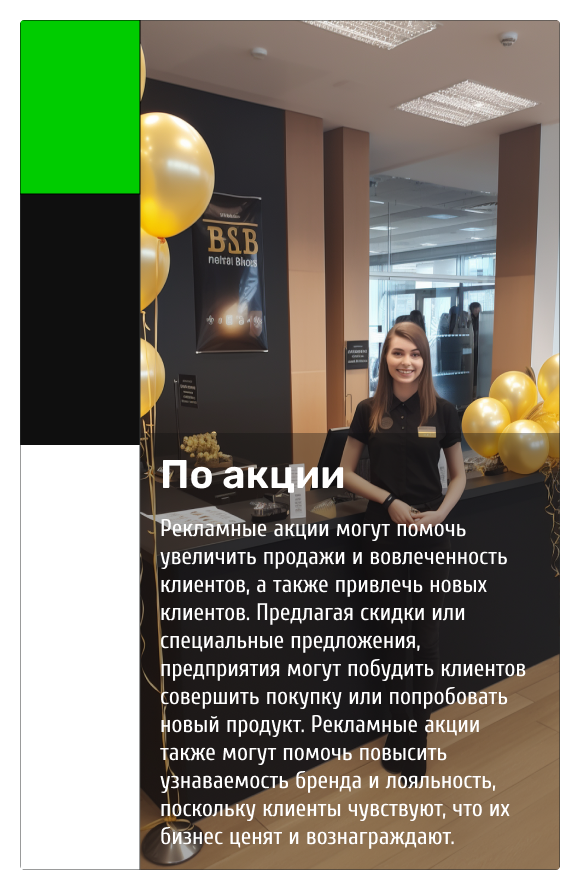 BSB
По акции
Рекламные акции могут помочь
увеличить продажи и вовлеченность
клиентов, а также привлечь новых
клиентов. Предлагая скидки или
специальные предложения,
предприятия могут побудить клиентов
совершить покупку или попробовать
новый продукт. Рекламные акции
также могут помочь повысить
узнаваемость бренда и лояльность,
поскольку клиенты чувствуют, что их
бизнес ценят и вознаграждают.